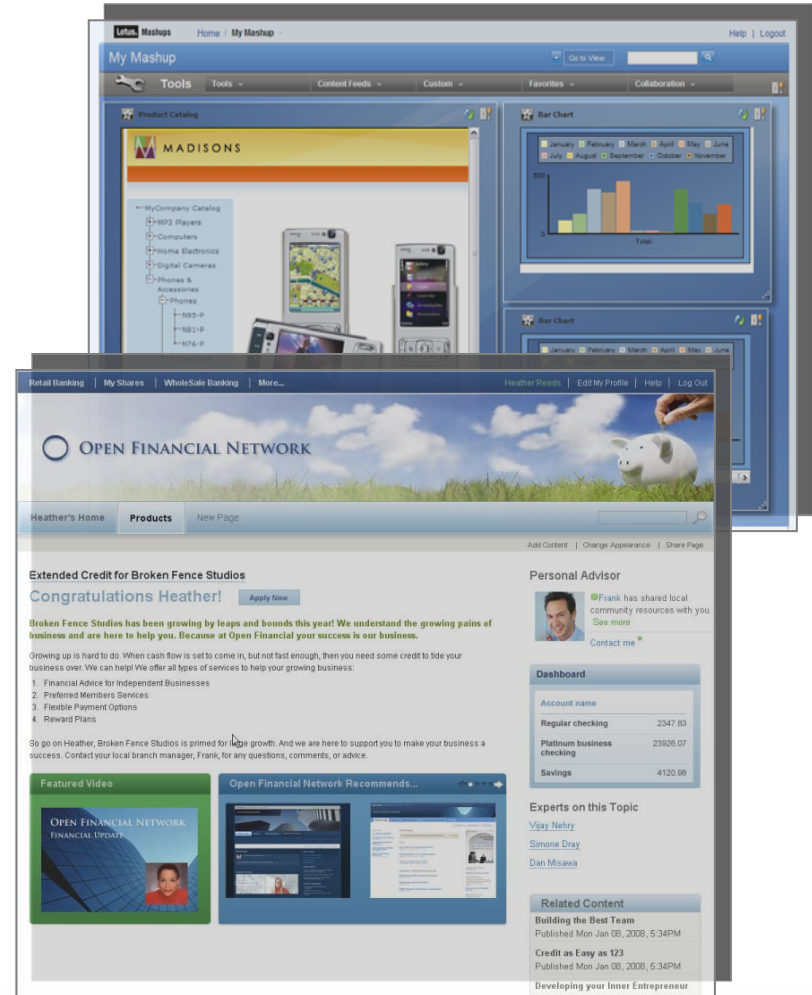 Lotus. Mashups
Home / My Mashup
Help | Logout
My Mashup
Go to View
Tools
Tools
Content Feeds
Custom
Favorites
Collaboration
Product Catalog
MADISONS
MyCompany Catalog
MP3 Players
Computers
Home Electronics
Digital Cameras
Phones &
Accessories
Phones
N95-P
N81-P
N76-P
Bar Chart
January February March April May June
July August September October November
500
0
Total
Bar Chart
January February March April May June
Retail Banking | My Shares | WholeSale Banking | More...
Heather Reeds | Edit My Profile | Help | Log Out
OPEN FINANCIAL NETWORK
Heather's Home
Products
New Page
Add Content | Change Appearance | Share Page
Extended Credit for Broken Fence Studios
Congratulations Heather!
Apply Now
Broken Fence Studios has been growing by leaps and bounds this year! We understand the growing pains of
business and are here to help you. Because at Open Financial your success is our business.
Growing up is hard to do. When cash flow is set to come in, but not fast enough, then you need some credit to tide your
business over. We can help! We offer all types of services to help your growing business:
1. Financial Advice for Independent Businesses
2. Preferred Members Services
3. Flexible Payment Options
4. Reward Plans
So go on Heather, Broken Fence Studios is primed for large growth. And we are here to support you to make your business a
success. Contact your local branch manager, Frank, for any questions, comments, or advice.
Featured Video
OPEN FINANCIAL NETWORK
FINANCIAL UPDATE
Open Financial Network Recommends...
Personal Advisor
Frank has shared local
community resources with you.
See more
Contact me
Dashboard
Account name
Regular checking 2347.83
Platinum business 23926.07
checking
Savings 4120.98
Experts on this Topic
Vijay Nehry
Simone Dray
Dan Misawa
Related Content
Building the Best Team
Published Mon Jan 08, 2008, 5:34PM
Credit as Easy as 123
Published Mon Jan 08, 2008, 5:34PM
Developing your Inner Entrepreneur